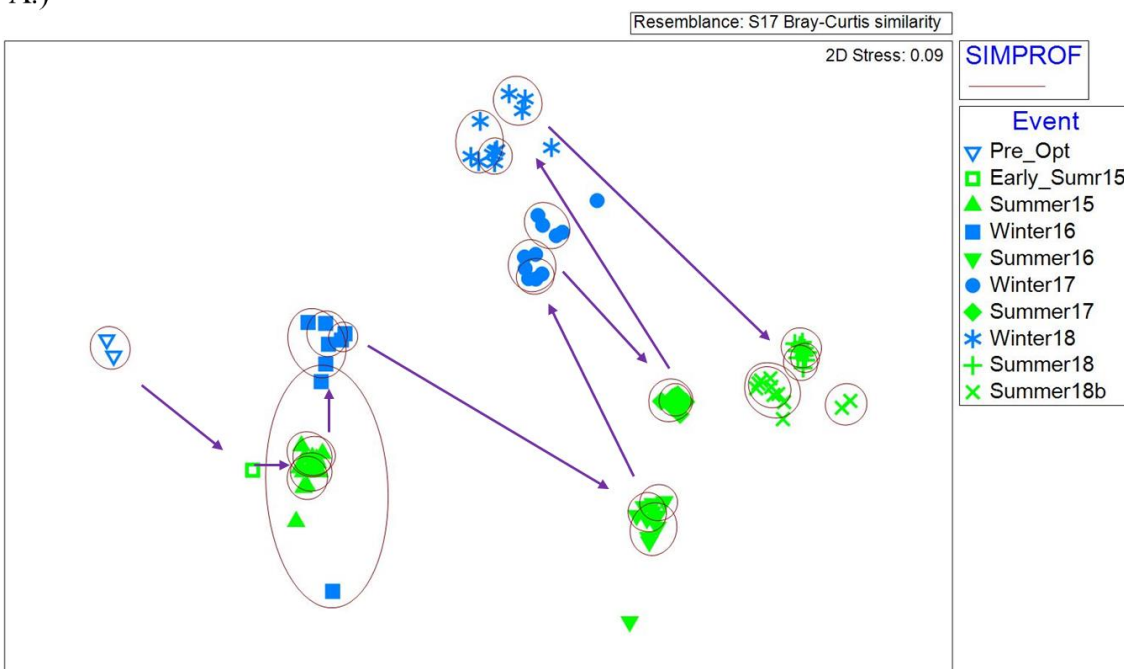 A.)
Resemblance: S17 Bray-Curtis similarity
2D Stress: 0.09
SIMPROF
Event
Pre_Opt
Early_Sumr15
Summer15
Winter16
Summer16
Winter17
Summer17
Winter18
Summer18
Summer18b